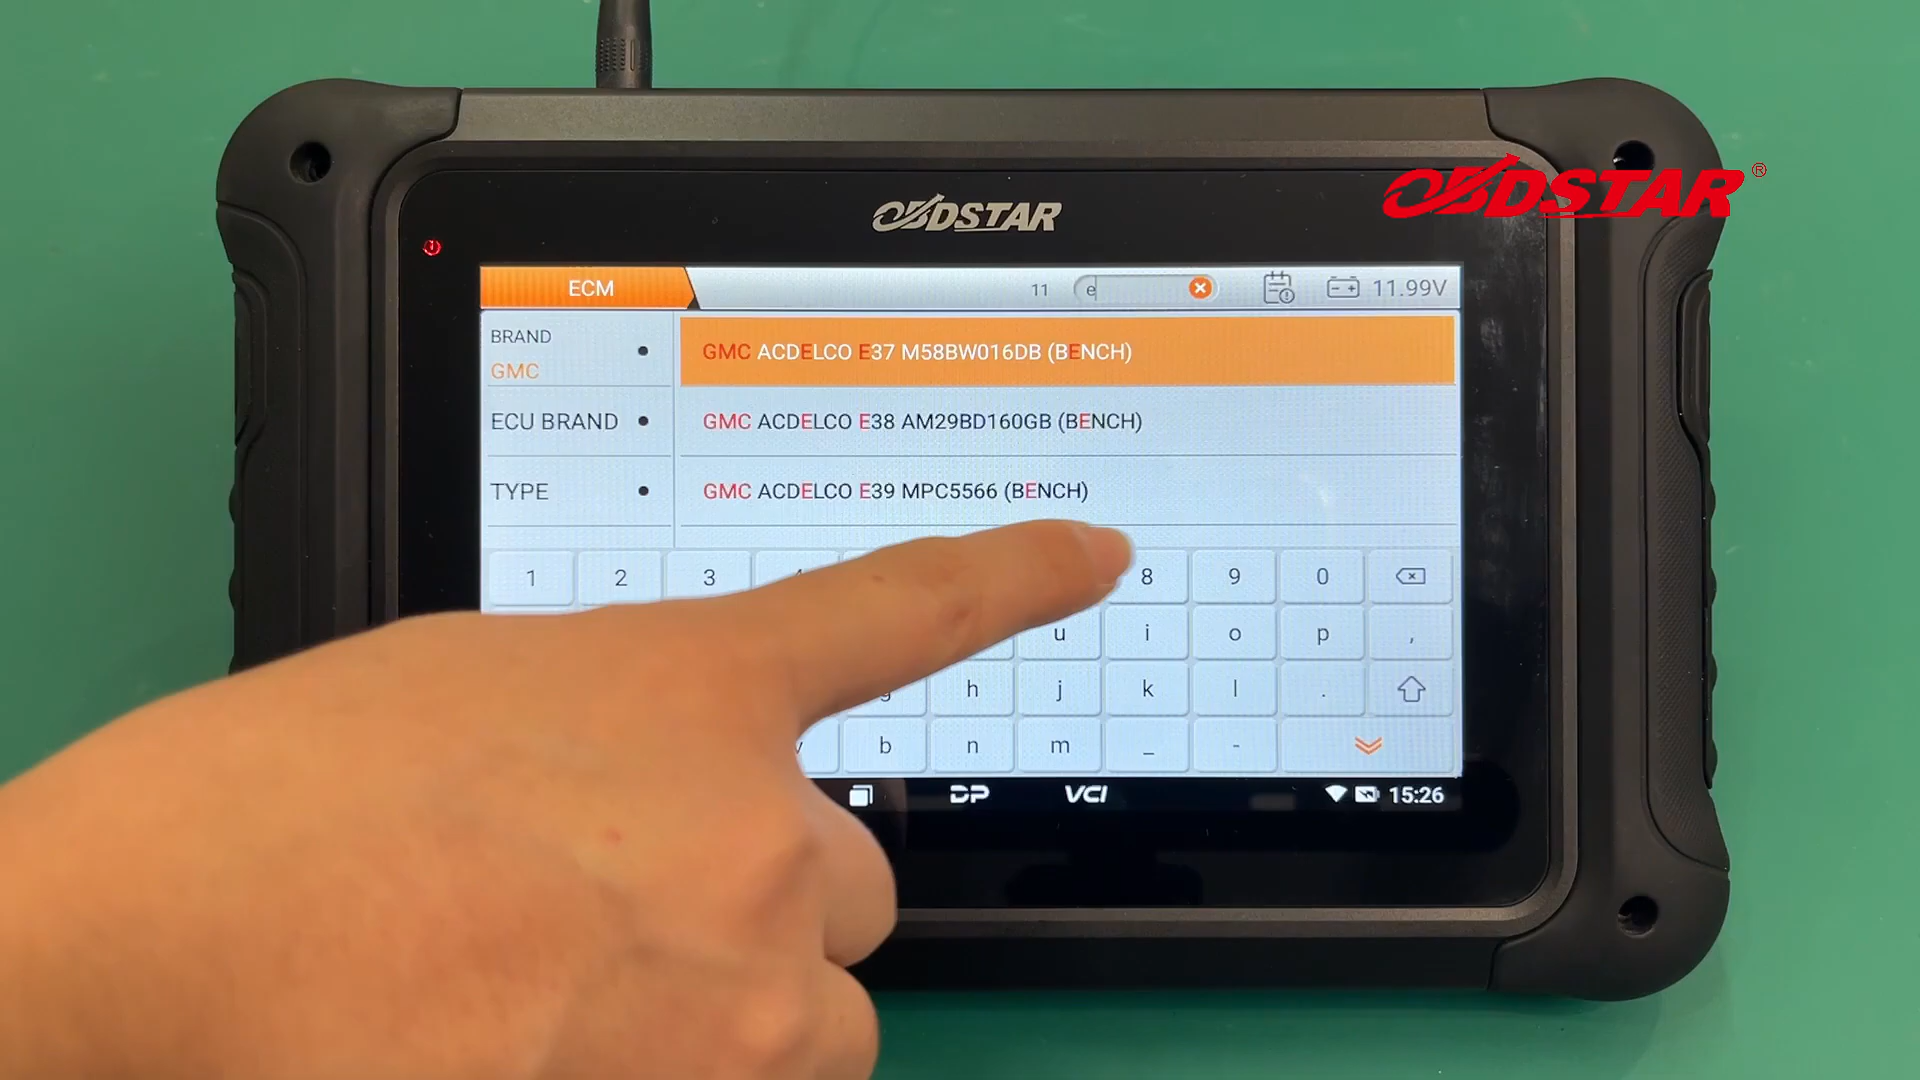 OBDSTAR
OBDSTAR®
ECM
11
e
11.99V
BRAND
GMC
GMC ACDELCO E37 M58BW016DB (BENCH)
ECU BRAND
GMC ACDELCO E38 AM29BD160GB (BENCH)
TYPE
GMC ACDELCO E39 MPC5566 (BENCH)
1 2 3 8 9 0
u i o p ,
h j k l .
v b n m _ -
DP VCI 15:26